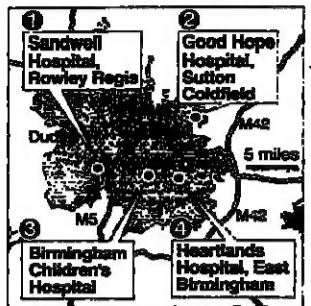 1
Sandwell
Hospital,
Rowley Regis
2
Good Hope
Hospital,
Sutton
Coldfield
M42
5 miles
M5
M42
3
Birmingham
Children's
Hospital
4
Heartlands
Hospital, East
Birmingham